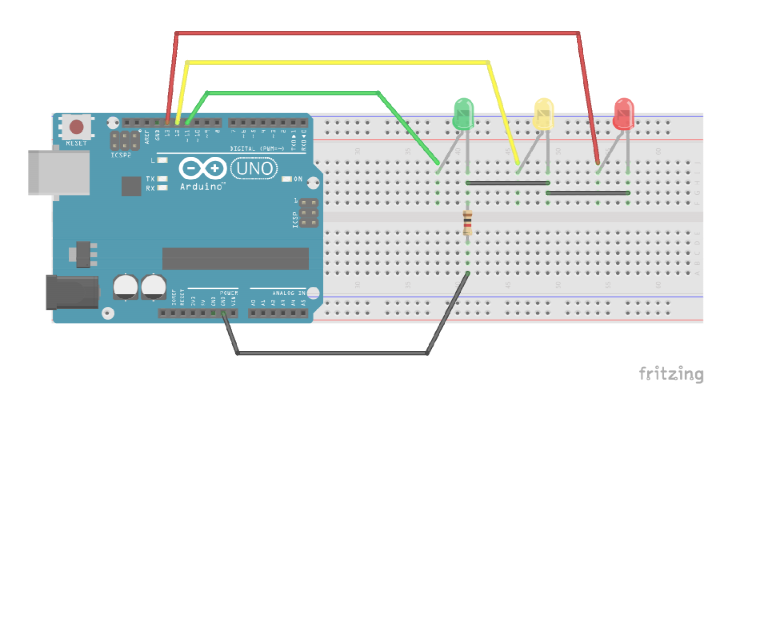 RESET
ICSP2
AREF
GND
13
12
~11
~10
~9
8
7
~6
~5
4
~3
2
TX→1
RX←0
DIGITAL (PWM~)
L
TX
RX
UNO
Arduino™
ON
ICSP
1
IOREF
RESET
3V3
5V
GND
GND
VIN
POWER
ANALOG IN
A0
A1
A2
A3
A4
A5
fritzing